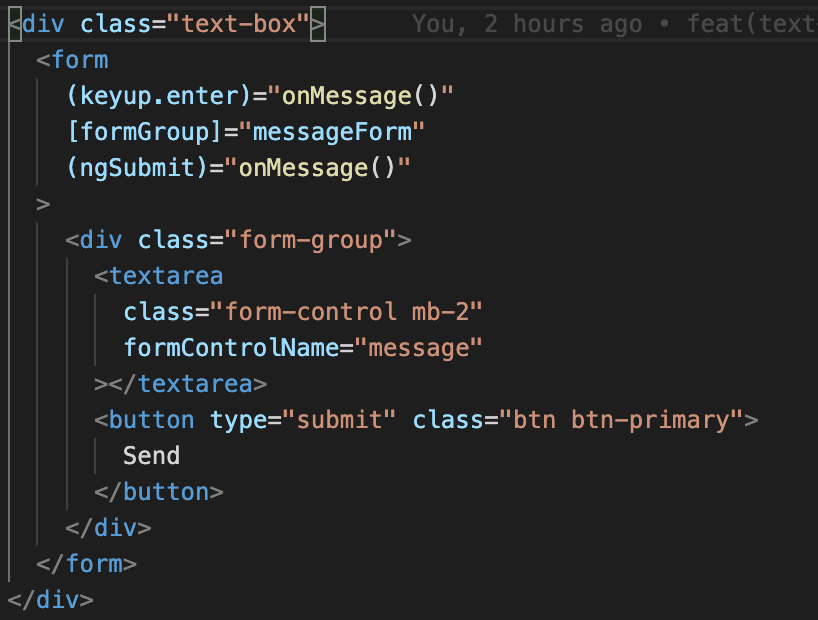 <div class="text-box"> You, 2 hours ago • feat(text-
<form
(keyup.enter)="onMessage()"
[formGroup]="messageForm"
(ngSubmit)="onMessage()"
>
<div class="form-group">
<textarea
class="form-control mb-2"
formControlName="message"
></textarea>
<button type="submit" class="btn btn-primary">
Send
</button>
</div>
</form>
</div>